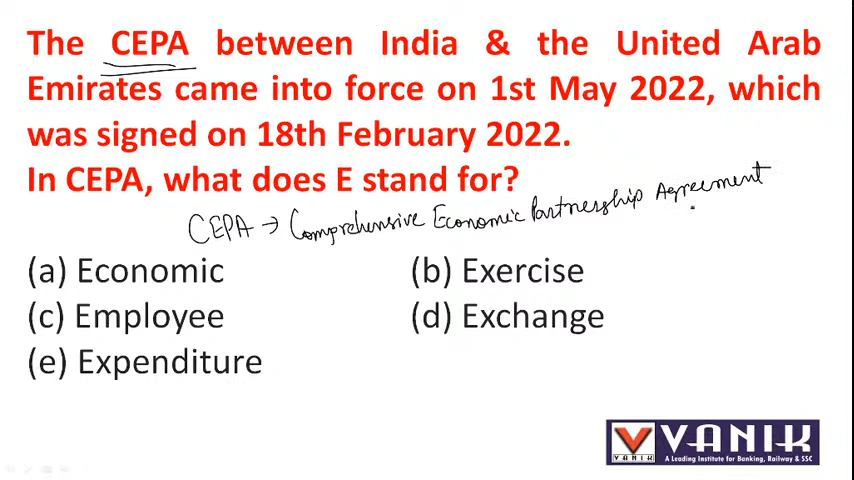 The CEPA between India & the United Arab
Emirates came into force on 1st May 2022, which
was signed on 18th February 2022.
In CEPA, what does E stand for?
CEPA → Comprehensive Economic Partnership Agreement
(a) Economic (b) Exercise
(c) Employee (d) Exchange
(e) Expenditure
VANIK
VANIK
A Leading Institute for Banking, Railway & SSC